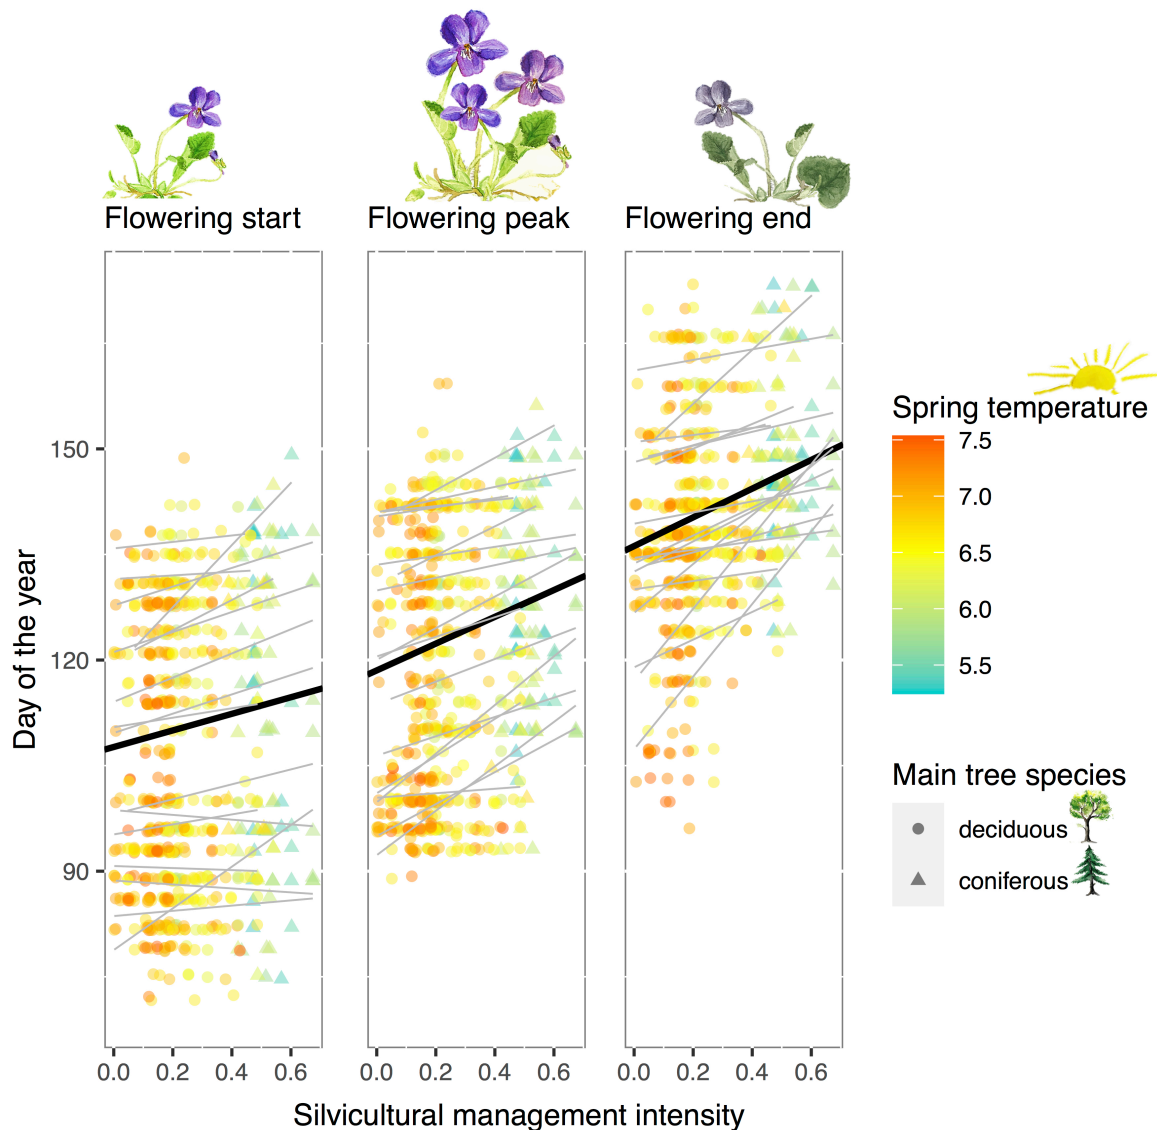 Flowering start
Flowering peak
Flowering end
Day of the year
150
120
90
0.0 0.2 0.4 0.6
0.0 0.2 0.4 0.6
0.0 0.2 0.4 0.6
Silvicultural management intensity
Spring temperature
7.5
7.0
6.5
6.0
5.5
Main tree species
deciduous
coniferous